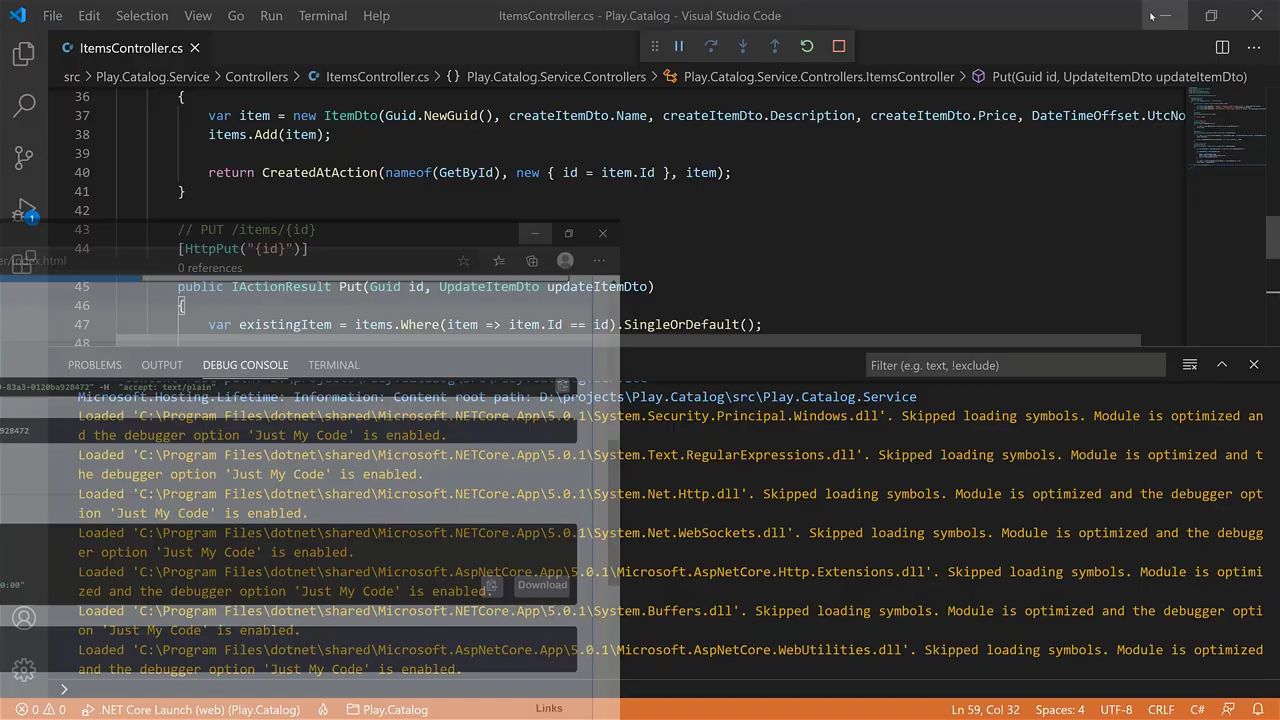 File Edit Selection View Go Run Terminal Help ItemsController.cs - Play.Catalog - Visual Studio Code
ItemsController.cs
src > Play.Catalog.Service > Controllers > ItemsController.cs > {} Play.Catalog.Service.Controllers > Play.Catalog.Service.Controllers.ItemsController > Put(Guid id, UpdateItemDto updateItemDto)
36 {
37 var item = new ItemDto(Guid.NewGuid(), createItemDto.Name, createItemDto.Description, createItemDto.Price, DateTimeOffset.UtcNo
38 items.Add(item);
39
40 return CreatedAtAction(nameof(GetById), new { id = item.Id }, item);
41 }
42
43 // PUT /items/{id}
44 [HttpPut("{id}")]
er/index.html
0 references
45 public IActionResult Put(Guid id, UpdateItemDto updateItemDto)
46 {
47 var existingItem = items.Where(item => item.Id == id).SingleOrDefault();
48
1
PROBLEMS OUTPUT DEBUG CONSOLE TERMINAL Filter (e.g. text, !exclude)
-83a3-0120ba928472" -H "accept: text/plain"
Microsoft.Hosting.Lifetime: Information: Content root path: D:\projects\Play.Catalog\src\Play.Catalog.Service
Loaded 'C:\Program Files\dotnet\shared\Microsoft.NETCore.App\5.0.1\System.Security.Principal.Windows.dll'. Skipped loading symbols. Module is optimized an
928472
d the debugger option 'Just My Code' is enabled.
Loaded 'C:\Program Files\dotnet\shared\Microsoft.NETCore.App\5.0.1\System.Text.RegularExpressions.dll'. Skipped loading symbols. Module is optimized and t
he debugger option 'Just My Code' is enabled.
Loaded 'C:\Program Files\dotnet\shared\Microsoft.NETCore.App\5.0.1\System.Net.Http.dll'. Skipped loading symbols. Module is optimized and the debugger opt
ion 'Just My Code' is enabled.
Loaded 'C:\Program Files\dotnet\shared\Microsoft.NETCore.App\5.0.1\System.Net.WebSockets.dll'. Skipped loading symbols. Module is optimized and the debugg
er option 'Just My Code' is enabled.
Loaded 'C:\Program Files\dotnet\shared\Microsoft.AspNetCore.App\5.0.1\Microsoft.AspNetCore.Http.Extensions.dll'. Skipped loading symbols. Module is optimi
0:00"
Download
zed and the debugger option 'Just My Code' is enabled.
Loaded 'C:\Program Files\dotnet\shared\Microsoft.NETCore.App\5.0.1\System.Buffers.dll'. Skipped loading symbols. Module is optimized and the debugger opti
on 'Just My Code' is enabled.
Loaded 'C:\Program Files\dotnet\shared\Microsoft.AspNetCore.App\5.0.1\Microsoft.AspNetCore.WebUtilities.dll'. Skipped loading symbols. Module is optimized
and the debugger option 'Just My Code' is enabled.
>
0 0 .NET Core Launch (web) (Play.Catalog) Play.Catalog Links Ln 59, Col 32 Spaces: 4 UTF-8 CRLF C#